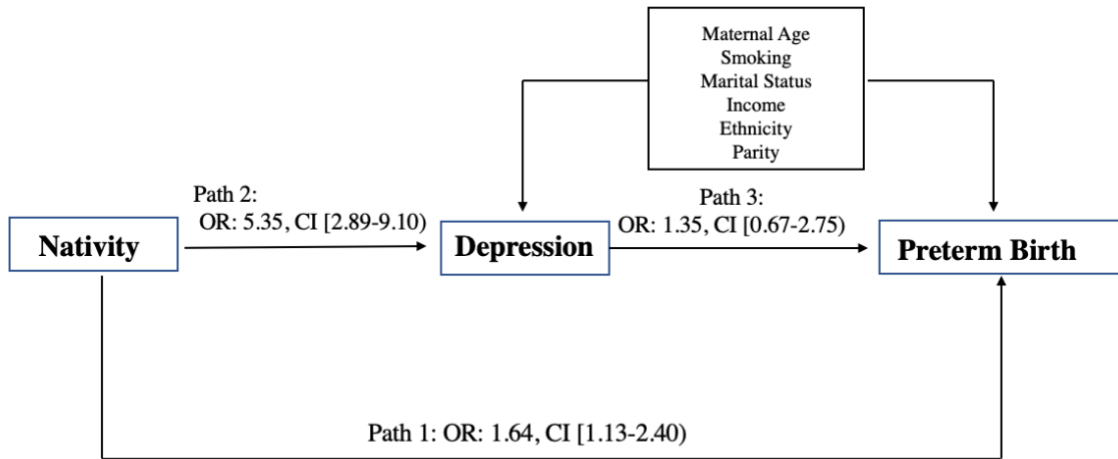 Maternal Age
Smoking
Marital Status
Income
Ethnicity
Parity
Path 2:
OR: 5.35, CI [2.89-9.10)
Path 3:
OR: 1.35, CI [0.67-2.75)
Nativity
Depression
Preterm Birth
Path 1: OR: 1.64, CI [1.13-2.40)